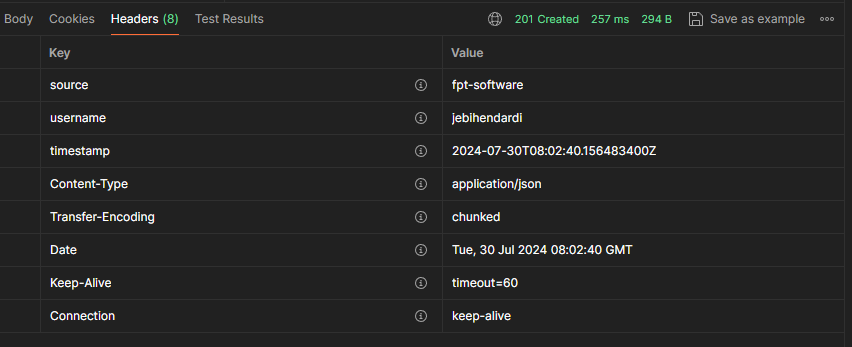 Body Cookies Headers (8) Test Results 201 Created 257 ms 294 B Save as example
Key Value
source fpt-software
username jebihendardi
timestamp 2024-07-30T08:02:40.156483400Z
Content-Type application/json
Transfer-Encoding chunked
Date Tue, 30 Jul 2024 08:02:40 GMT
Keep-Alive timeout=60
Connection keep-alive